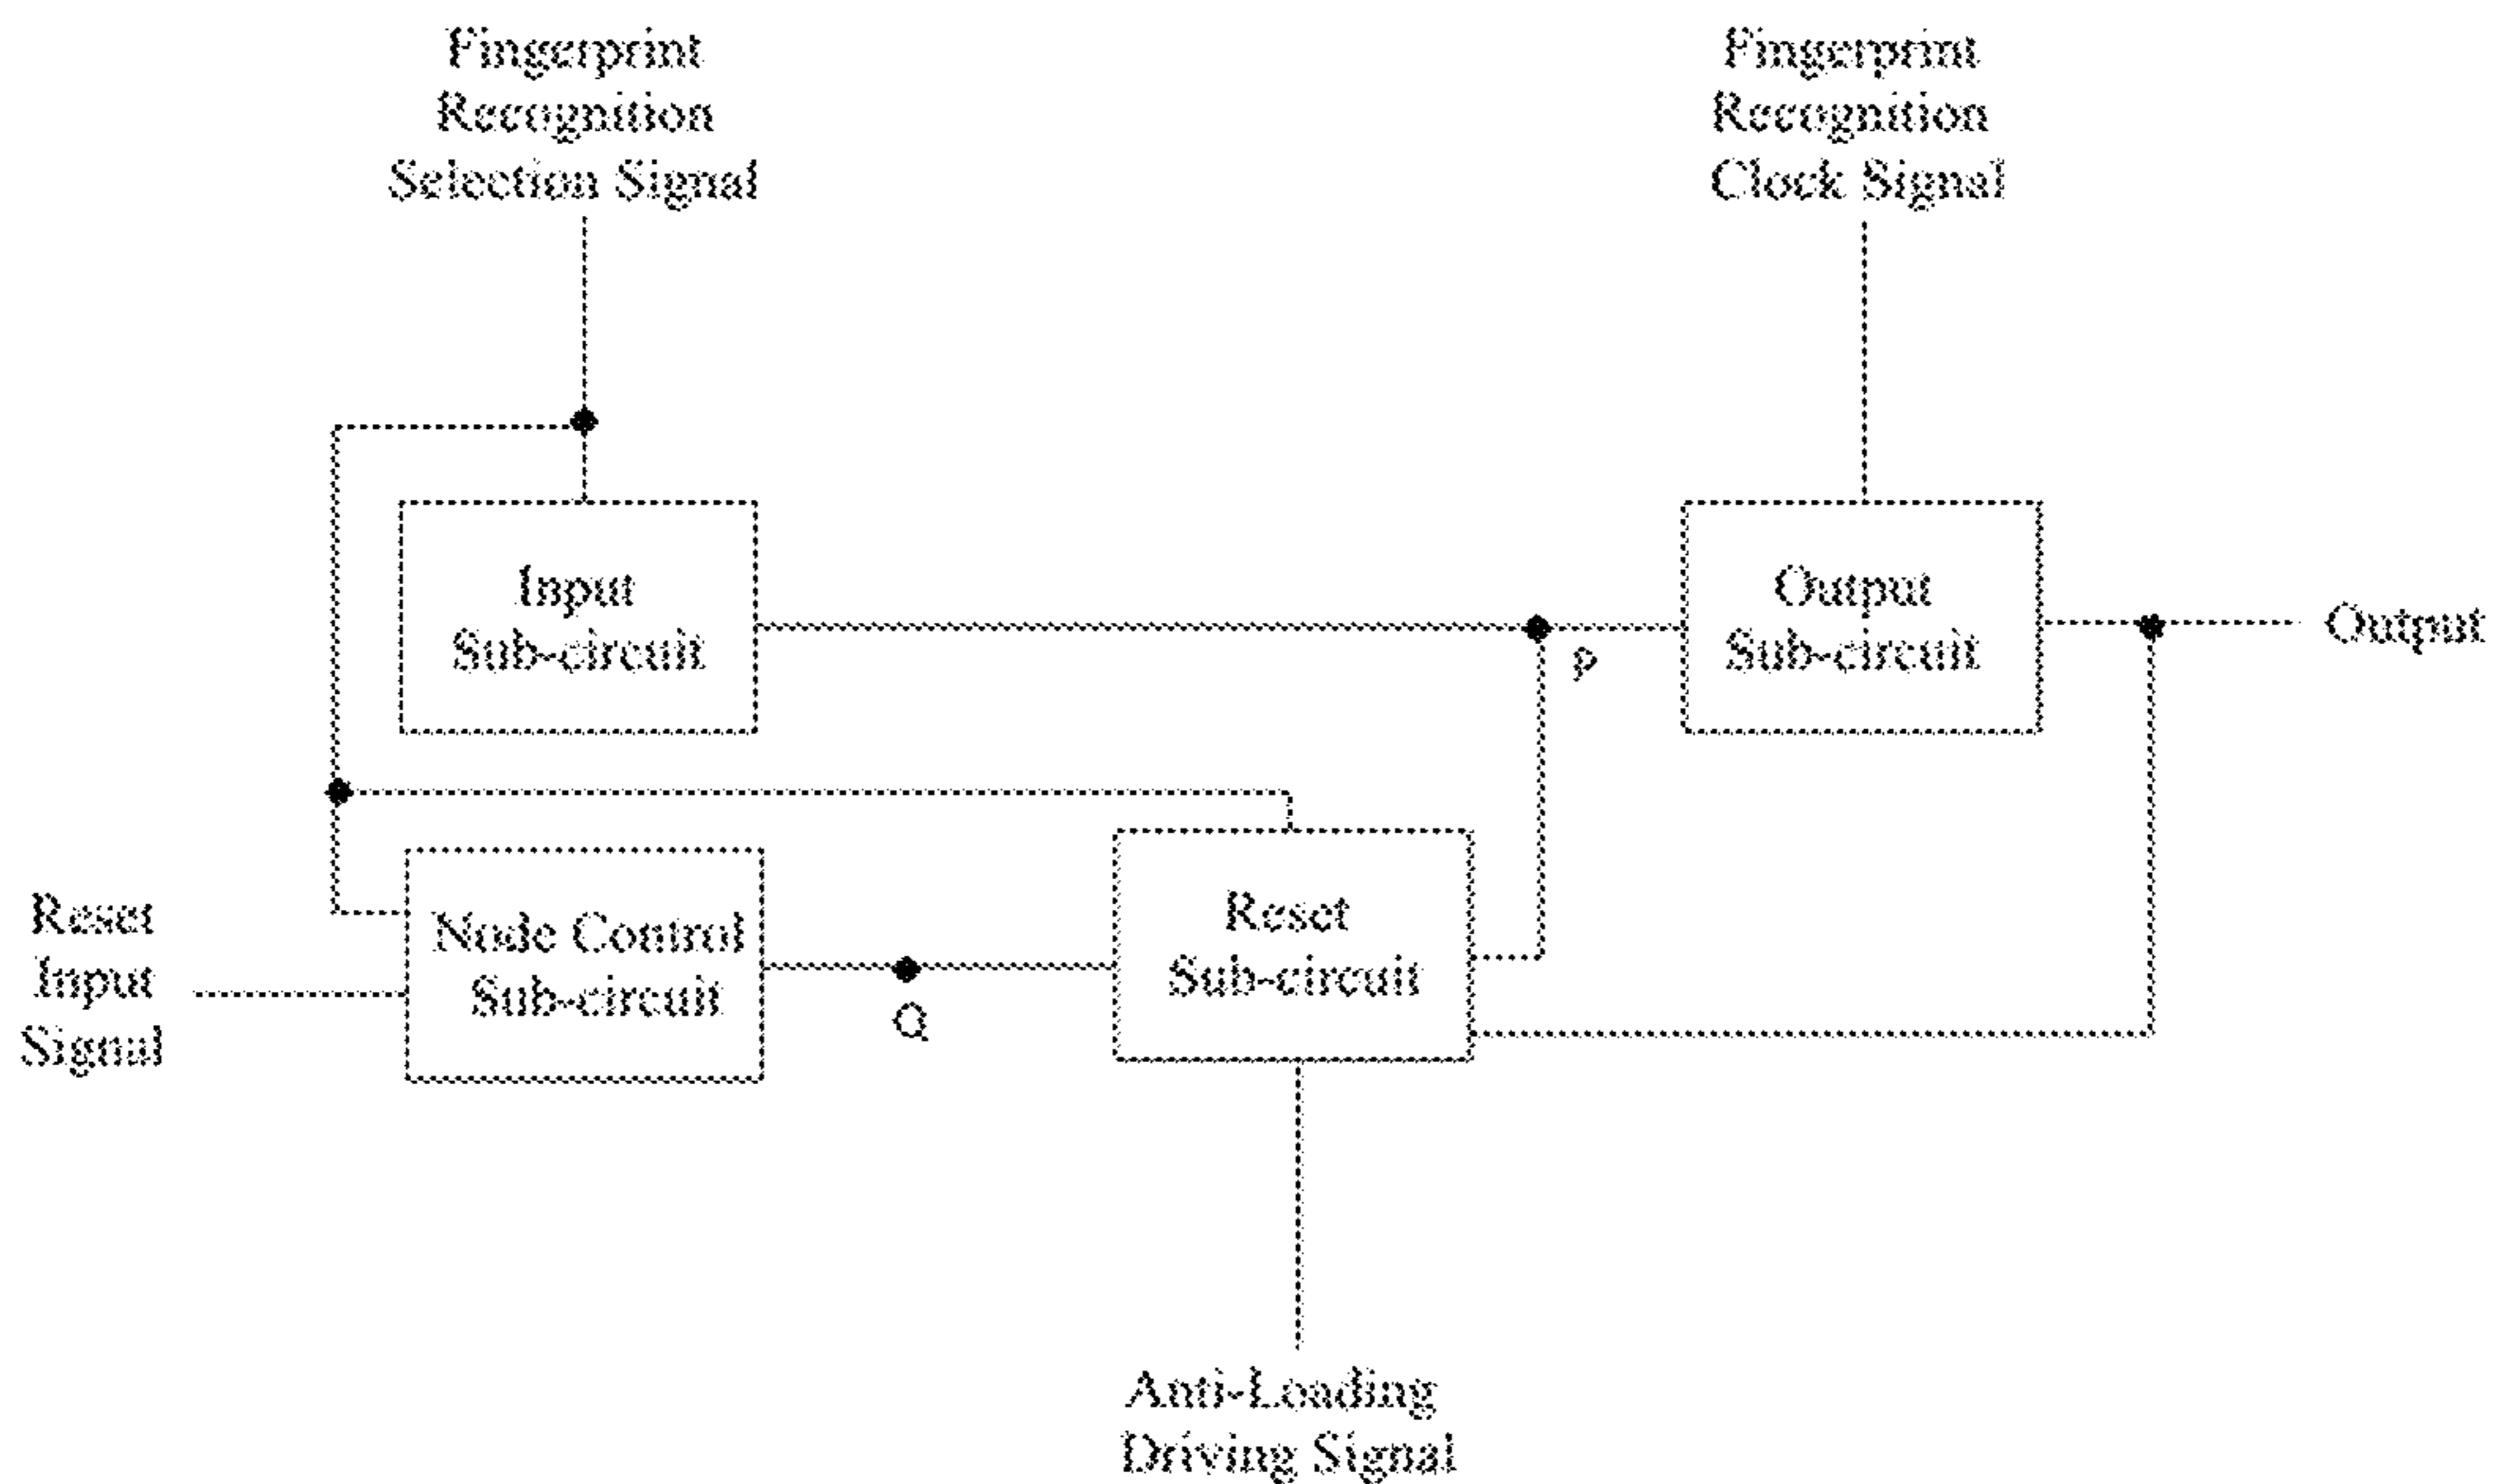 Fingerprint
Recognition
Selection Signal
Fingerprint
Recognition
Clock Signal
Input
Sub-circuit
Output
Sub-circuit
Output
P
Reset
Input
Signal
Node Control
Sub-circuit
Q
Reset
Sub-circuit
Anti-Loading
Driving Signal